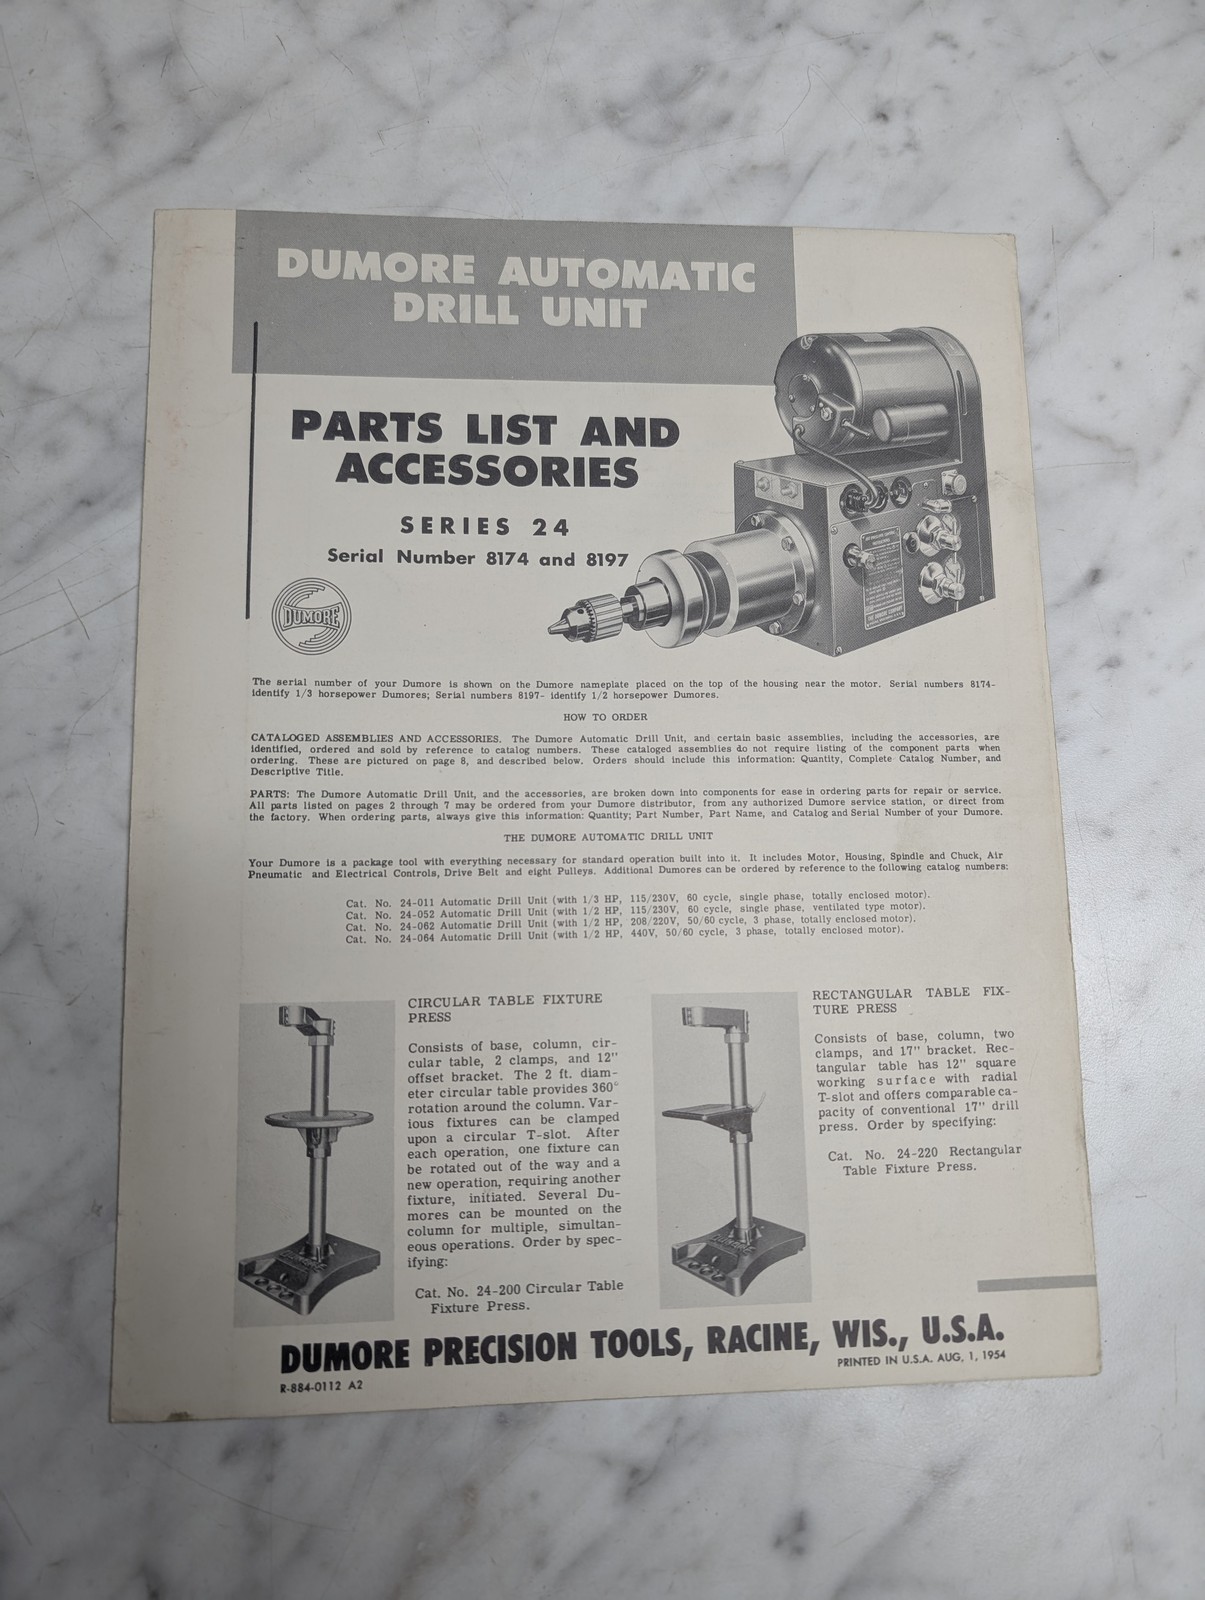 DUMORE AUTOMATIC
DRILL UNIT
PARTS LIST AND
ACCESSORIES
SERIES 24
Serial Number 8174 and 8197
DUMORE
The serial number of your Dumore is shown on the Dumore nameplate placed on the top of the housing near the motor. Serial numbers 8174-
identify 1/3 horsepower Dumores; Serial numbers 8197- identify 1/2 horsepower Dumores.
HOW TO ORDER
CATALOGED ASSEMBLIES AND ACCESSORIES. The Dumore Automatic Drill Unit, and certain basic assemblies, including the accessories, are
identified, ordered and sold by reference to catalog numbers. These cataloged assemblies do not require listing of the component parts when
ordering. These are pictured on page 8, and described below. Orders should include this information: Quantity, Complete Catalog Number, and
Descriptive Title.
PARTS: The Dumore Automatic Drill Unit, and the accessories, are broken down into components for ease in ordering parts for repair or service.
All parts listed on pages 2 through 7 may be ordered from your Dumore distributor, from any authorized Dumore service station, or direct from
the factory. When ordering parts, always give this information: Quantity; Part Number, Part Name, and Catalog and Serial Number of your Dumore.
THE DUMORE AUTOMATIC DRILL UNIT
Your Dumore is a package tool with everything necessary for standard operation built into it. It includes Motor, Housing, Spindle and Chuck, Air
Pneumatic and Electrical Controls, Drive Belt and eight Pulleys. Additional Dumores can be ordered by reference to the following catalog numbers:
Cat. No. 24-011 Automatic Drill Unit (with 1/3 HP, 115/230V, 60 cycle, single phase, totally enclosed motor).
Cat. No. 24-052 Automatic Drill Unit (with 1/2 HP, 115/230V, 60 cycle, single phase, ventilated type motor).
Cat. No. 24-062 Automatic Drill Unit (with 1/2 HP, 208/220V, 50/60 cycle, 3 phase, totally enclosed motor).
Cat. No. 24-064 Automatic Drill Unit (with 1/2 HP, 440V, 50/60 cycle, 3 phase, totally enclosed motor).
CIRCULAR TABLE FIXTURE
PRESS
Consists of base, column, cir-
cular table, 2 clamps, and 12"
offset bracket. The 2 ft. diam-
eter circular table provides 360°
rotation around the column. Var-
ious fixtures can be clamped
upon a circular T-slot. After
each operation, one fixture can
be rotated out of the way and a
new operation, requiring another
fixture, initiated. Several Du-
mores can be mounted on the
column for multiple, simultan-
eous operations. Order by spec-
ifying:
Cat. No. 24-200 Circular Table
Fixture Press.
RECTANGULAR TABLE FIX-
TURE PRESS
Consists of base, column, two
clamps, and 17" bracket. Rec-
tangular table has 12" square
working surface with radial
T-slot and offers comparable ca-
pacity of conventional 17" drill
press. Order by specifying:
Cat. No. 24-220 Rectangular
Table Fixture Press.
DUMORE
DUMORE
DUMORE PRECISION TOOLS, RACINE, WIS., U.S.A.
PRINTED IN U.S.A. AUG, 1, 1954
R-884-0112 A2